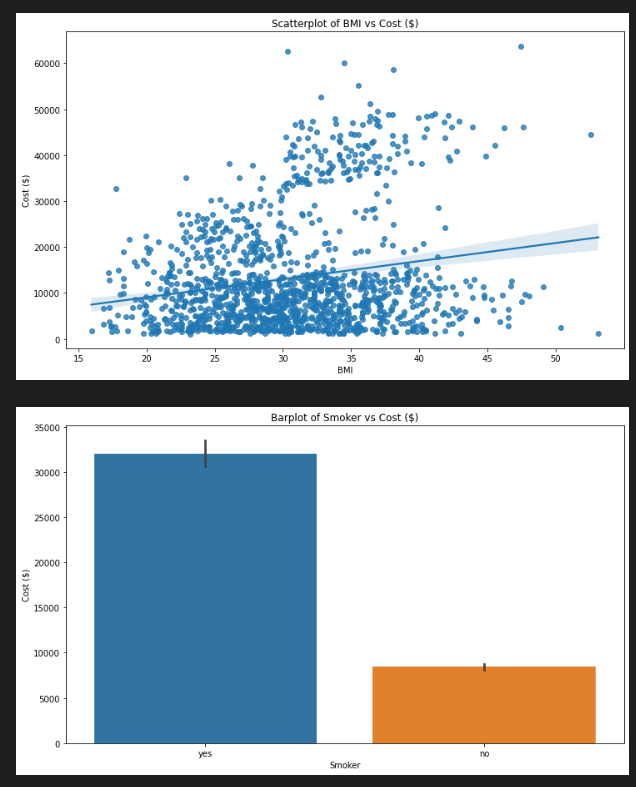 Scatterplot of BMI vs Cost ($)
60000
50000
40000
30000
20000
10000
0
Cost ($)
15 20 25 30 35 40 45 50
BMI
Barplot of Smoker vs Cost ($)
35000
30000
25000
20000
15000
10000
5000
0
Cost ($)
yes no
Smoker